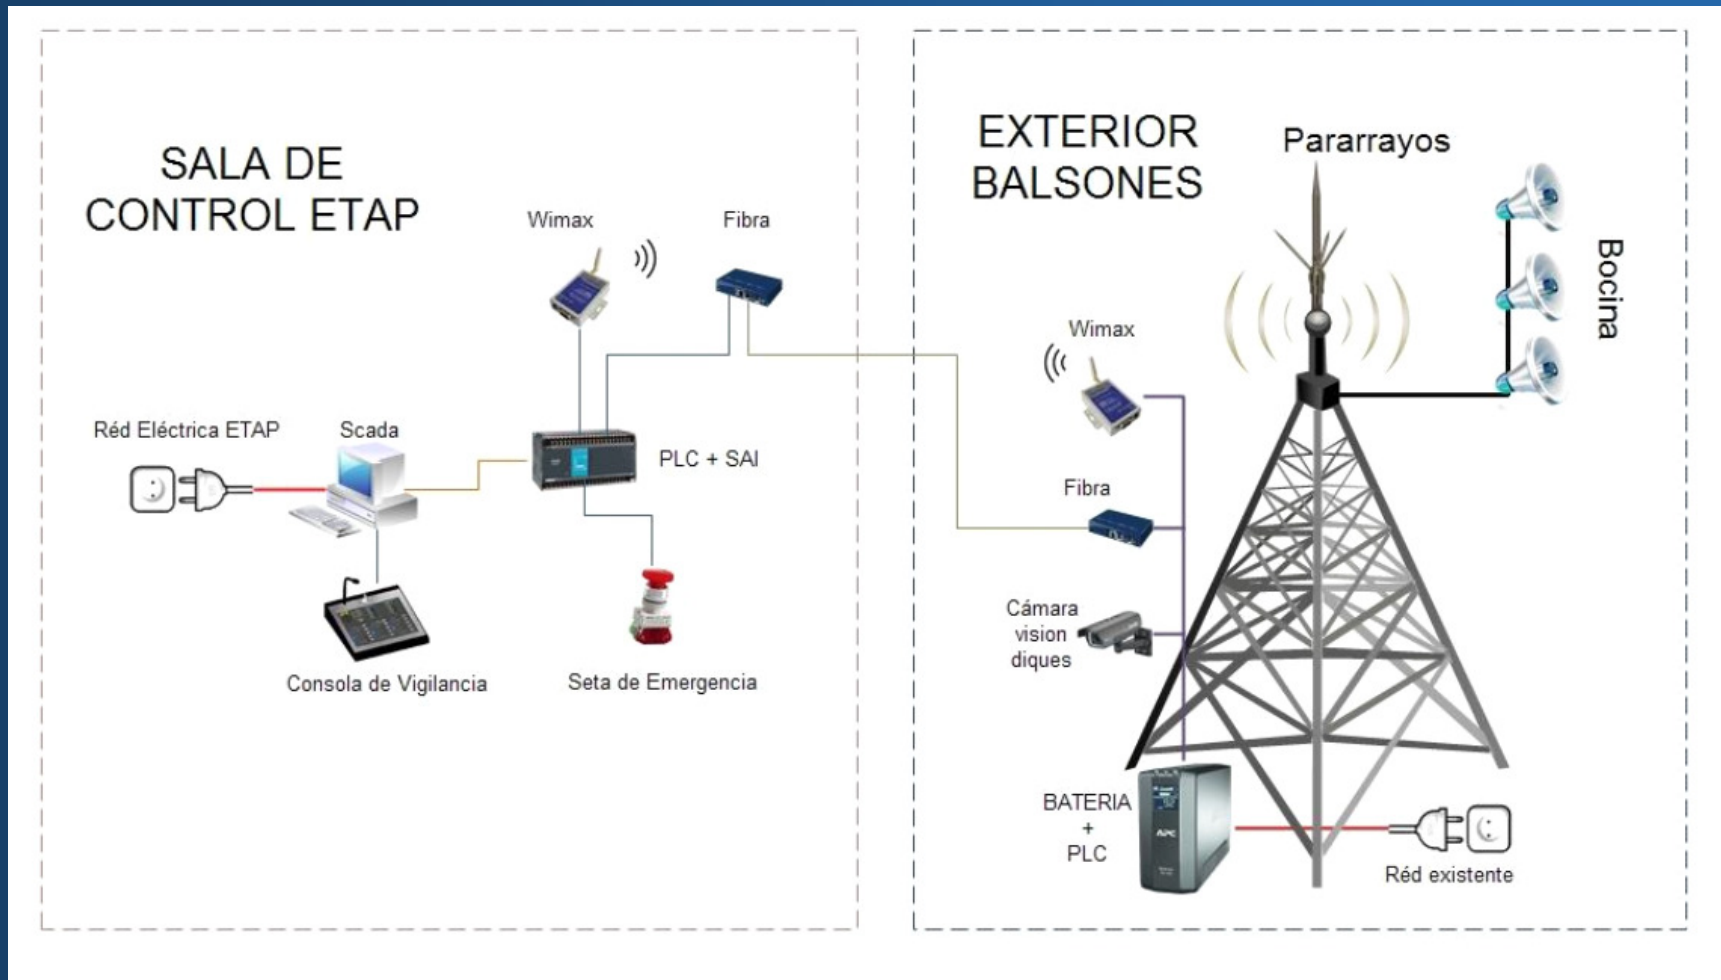 SALA DE
CONTROL ETAP
Wimax
Fibra
Réd Eléctrica ETAP
Scada
PLC + SAI
Consola de Vigilancia
Seta de Emergencia
EXTERIOR
BALSONES
Pararrayos
Bocina
Wimax
Fibra
Cámara
vision
diques
BATERIA
+
PLC
APC
Réd existente